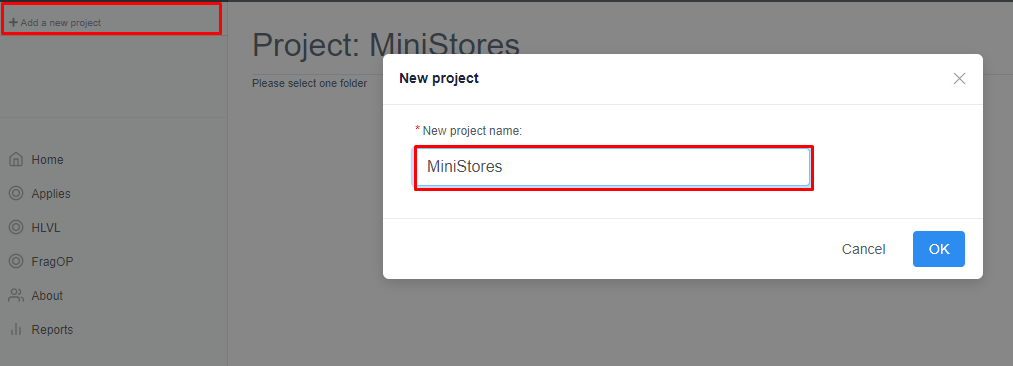 Add a new project
Project: MiniStores
Please select one folder
New project
* New project name:
MiniStores
Cancel
OK
Home
Applies
HLVL
FragOP
About
Reports